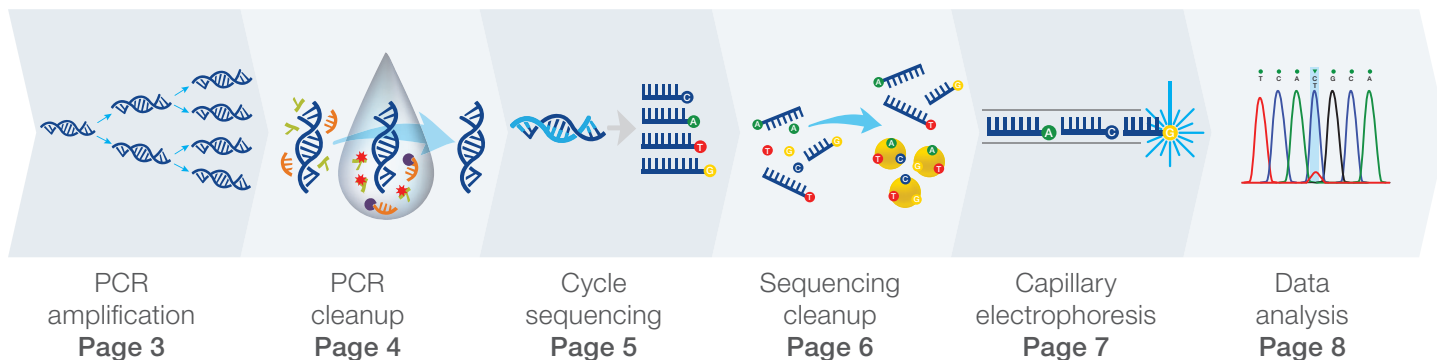 C
A
T
G
A
A
T
G
C
G
T
A
G
T
A
T
C
A
G
T
C
T
G
A
C
G
T C A C G C A
T
PCR
amplification
Page 3
PCR
cleanup
Page 4
Cycle
sequencing
Page 5
Sequencing
cleanup
Page 6
Capillary
electrophoresis
Page 7
Data
analysis
Page 8